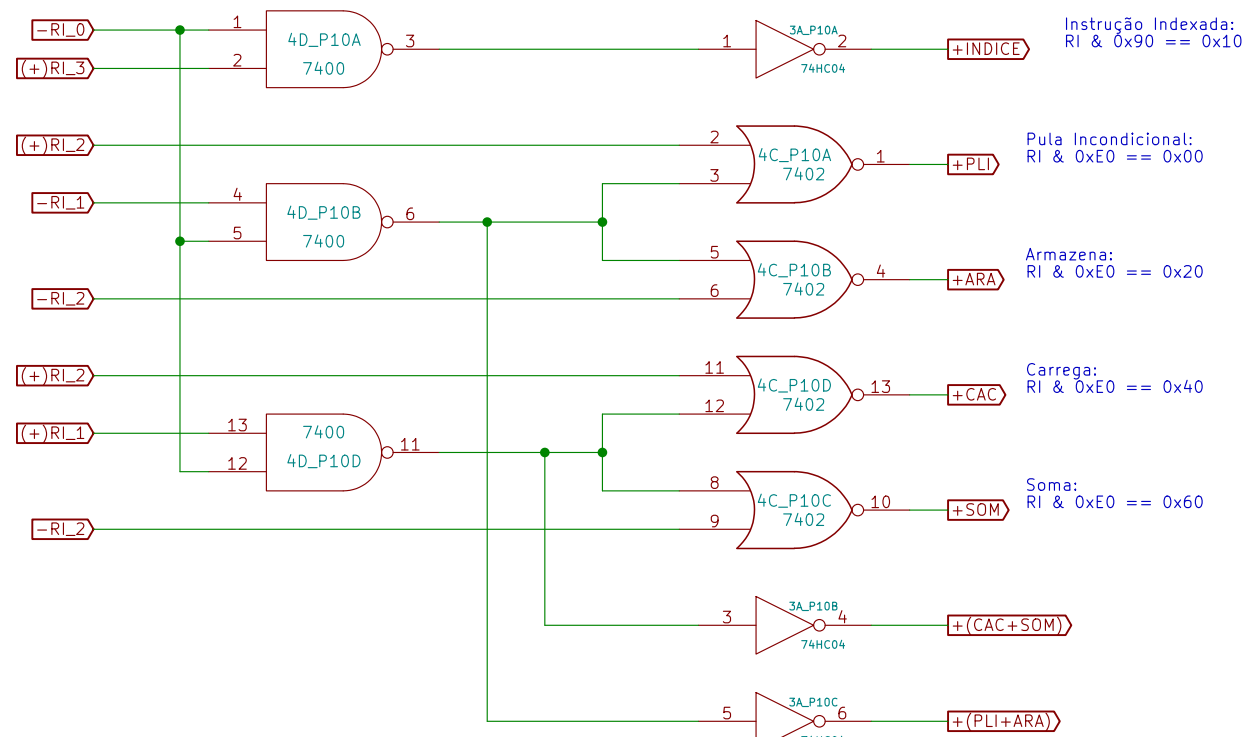 −RI_0
1
4D_P10A
3
7400
(+)RI_3
2
1
3A_P10A
2
74HC04
+INDICE
Instrução Indexada:
RI & 0x90 == 0x10
(+)RI_2
2
4C_P10A
7402
1
3
+PLI
Pula Incondicional:
RI & 0xE0 == 0x00
−RI_1
4
4D_P10B
6
5
7400
5
4C_P10B
7402
4
+ARA
Armazena:
RI & 0xE0 == 0x20
−RI_2
6
(+)RI_2
11
4C_P10D
7402
13
12
+CAC
Carrega:
RI & 0xE0 == 0x40
(+)RI_1
13
7400
11
12
4D_P10D
8
4C_P10C
7402
10
+SOM
Soma:
RI & 0xE0 == 0x60
−RI_2
9
3
3A_P10B
4
74HC04
+(CAC+SOM)
5
3A_P10C
6
+(PLI+ARA)